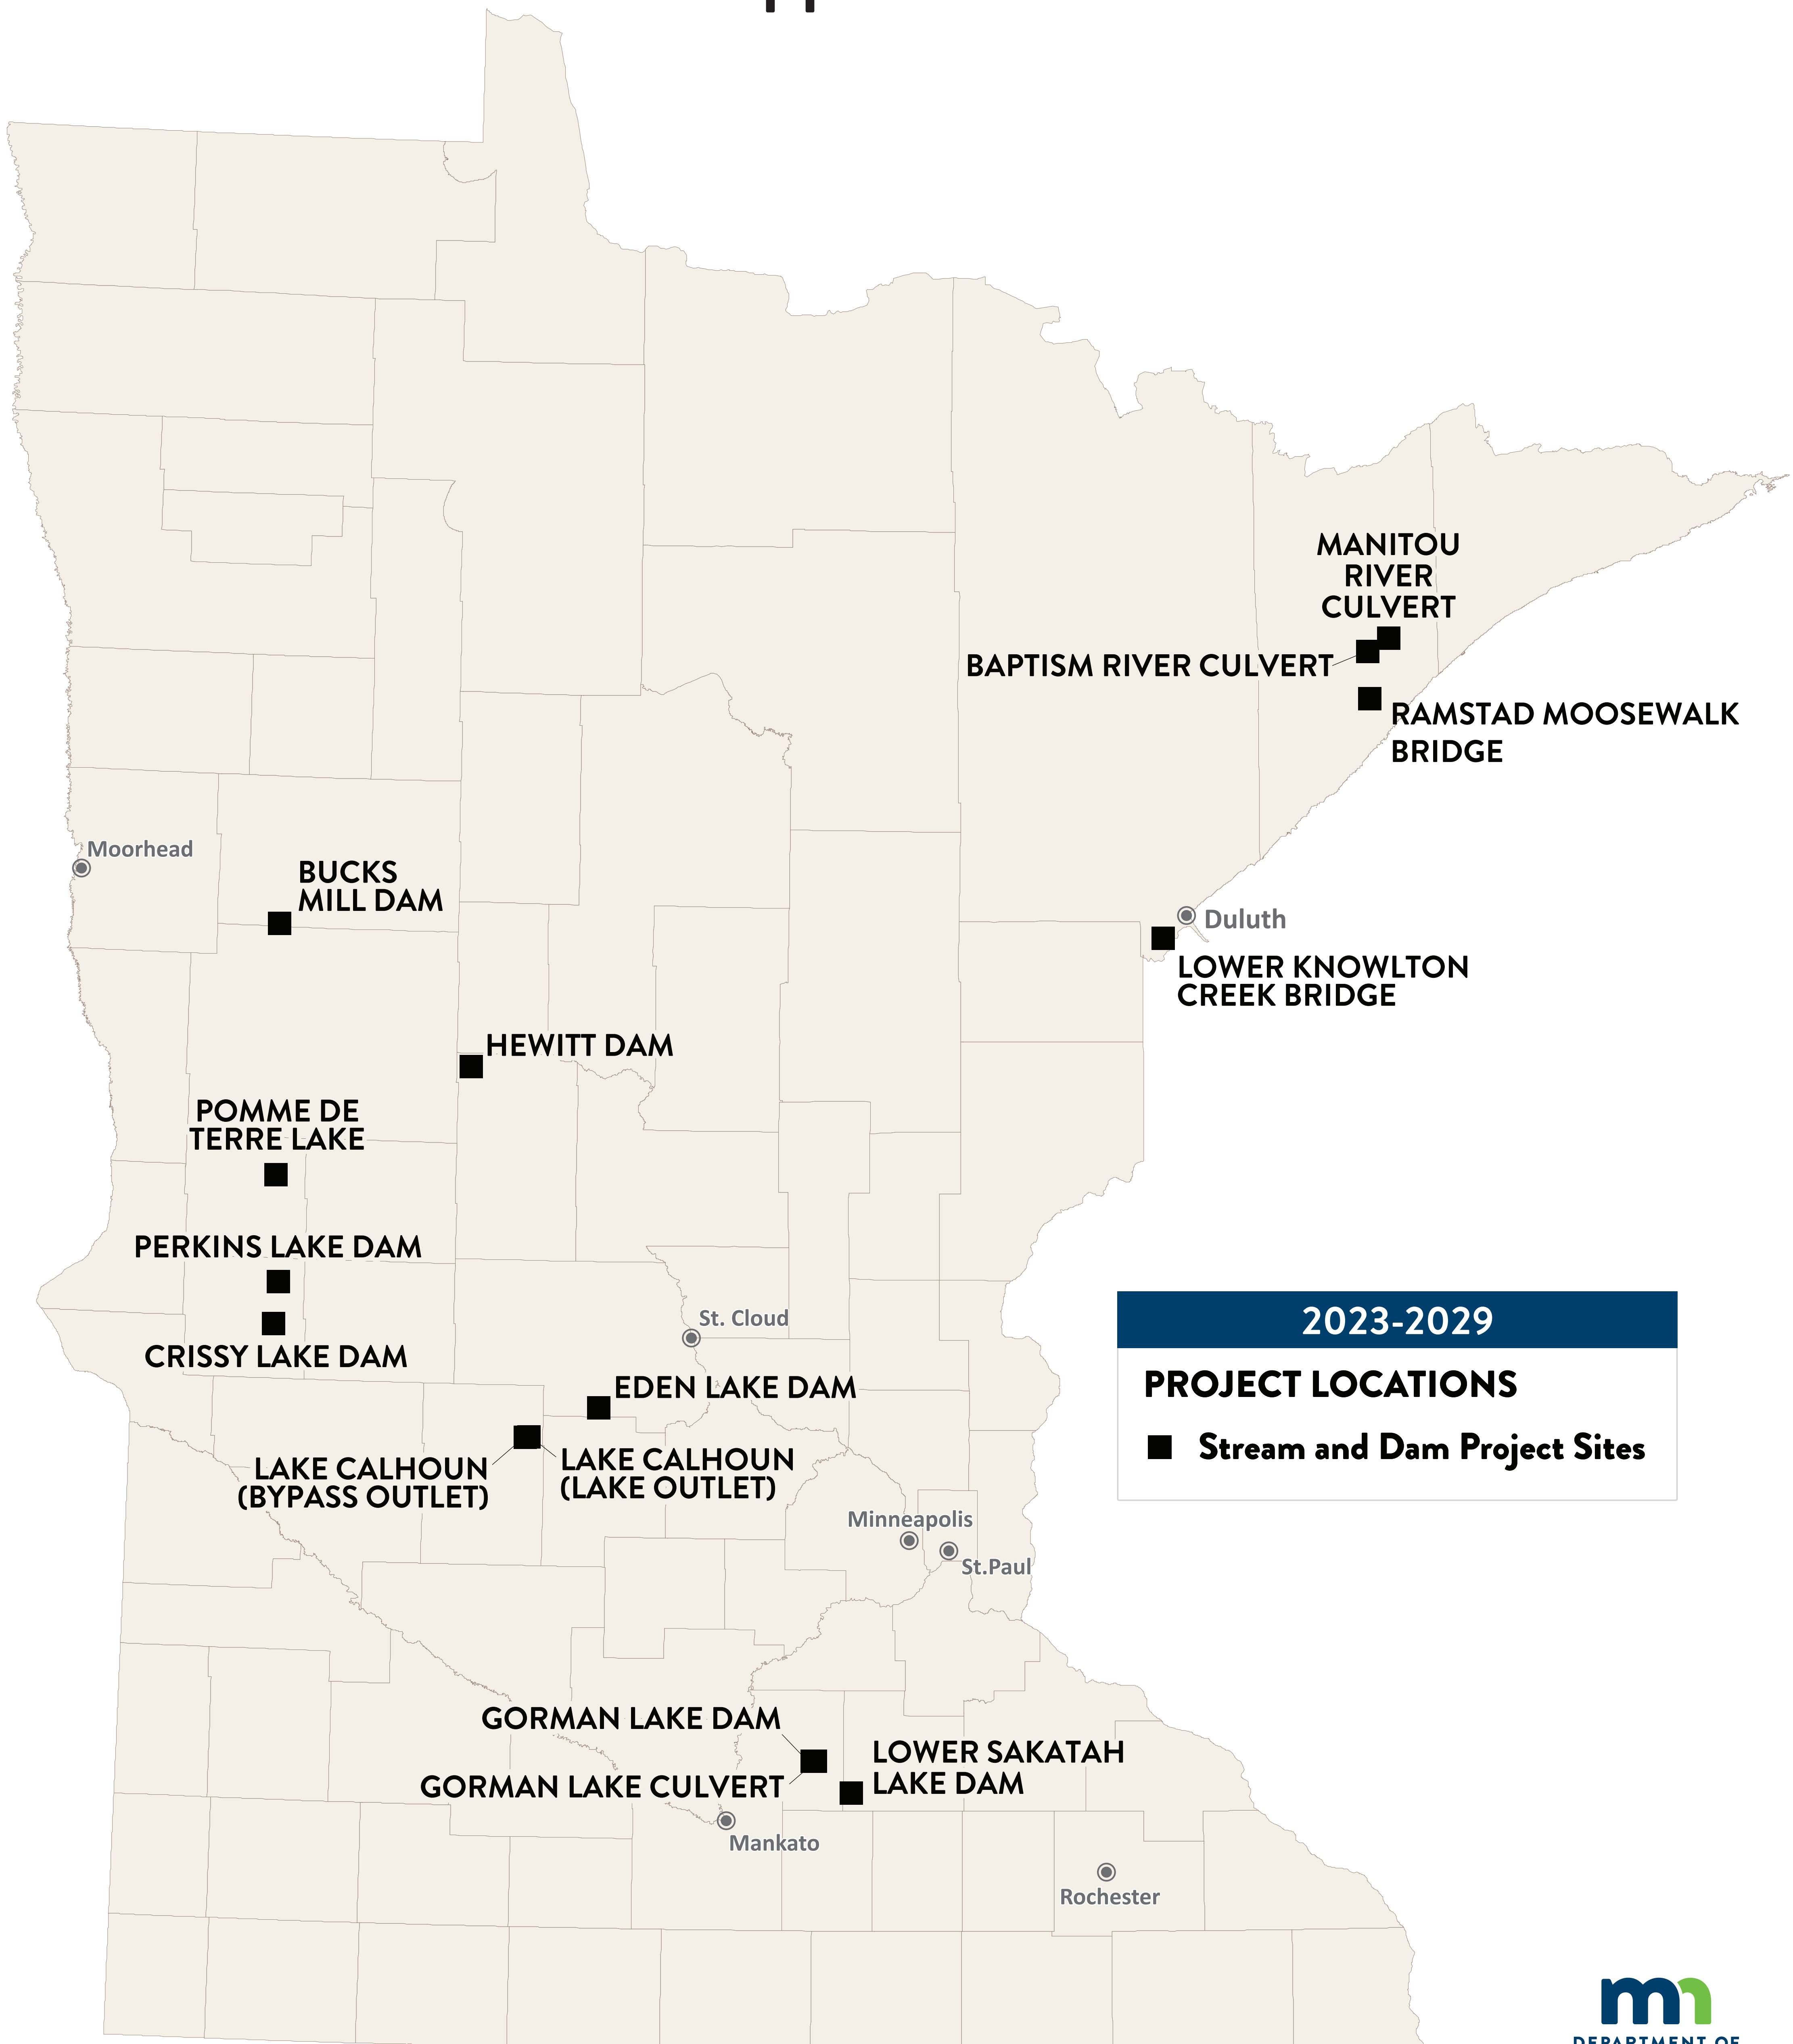 MANITOU
RIVER
CULVERT
BAPTISM RIVER CULVERT
RAMSTAD MOOSEWALK
BRIDGE
Moorhead
BUCKS
MILL DAM
Duluth
LOWER KNOWLTON
CREEK BRIDGE
HEWITT DAM
POMME DE
TERRE LAKE
PERKINS LAKE DAM
CRISSY LAKE DAM
St. Cloud
EDEN LAKE DAM
LAKE CALHOUN
(BYPASS OUTLET)
LAKE CALHOUN
(LAKE OUTLET)
2023-2029
PROJECT LOCATIONS
Stream and Dam Project Sites
Minneapolis
St.Paul
GORMAN LAKE DAM
GORMAN LAKE CULVERT
LOWER SAKATAH
LAKE DAM
Mankato
Rochester
mn
DEPARTMENT OF